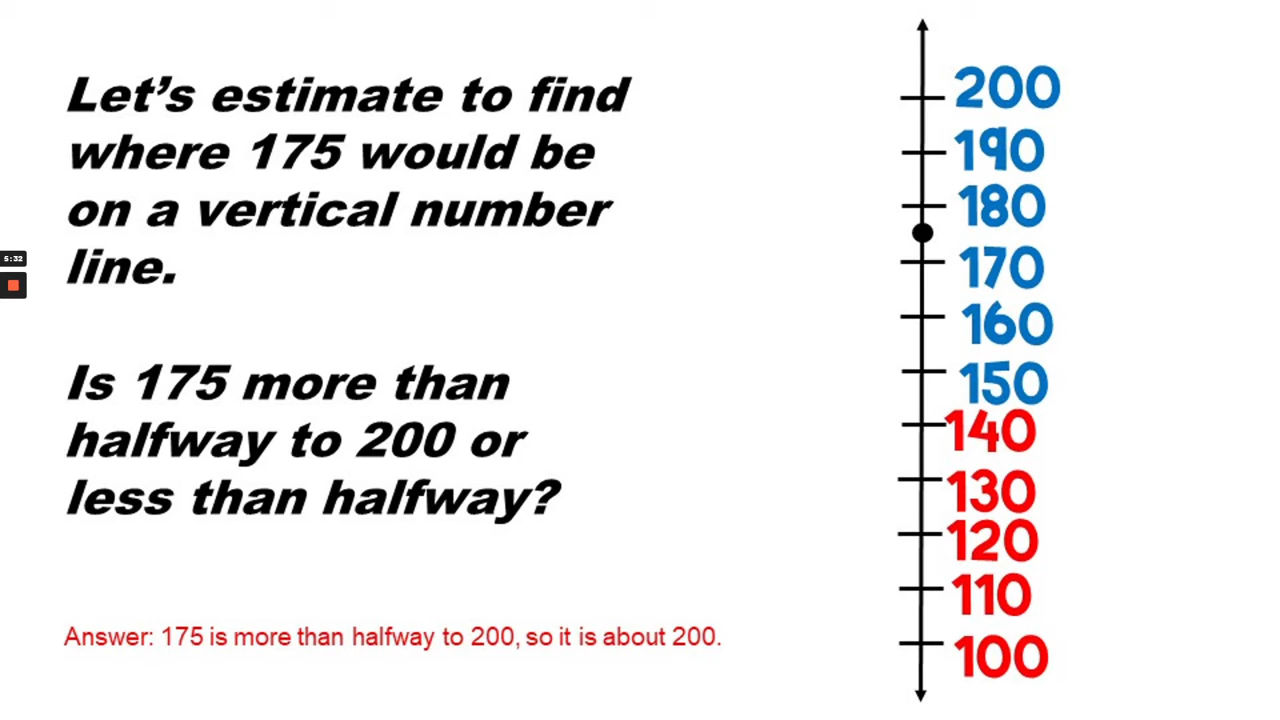 Let’s estimate to find
where 175 would be
on a vertical number
line.
Is 175 more than
halfway to 200 or
less than halfway?
Answer: 175 is more than halfway to 200, so it is about 200.
5:32
200
190
180
170
160
150
140
130
120
110
100